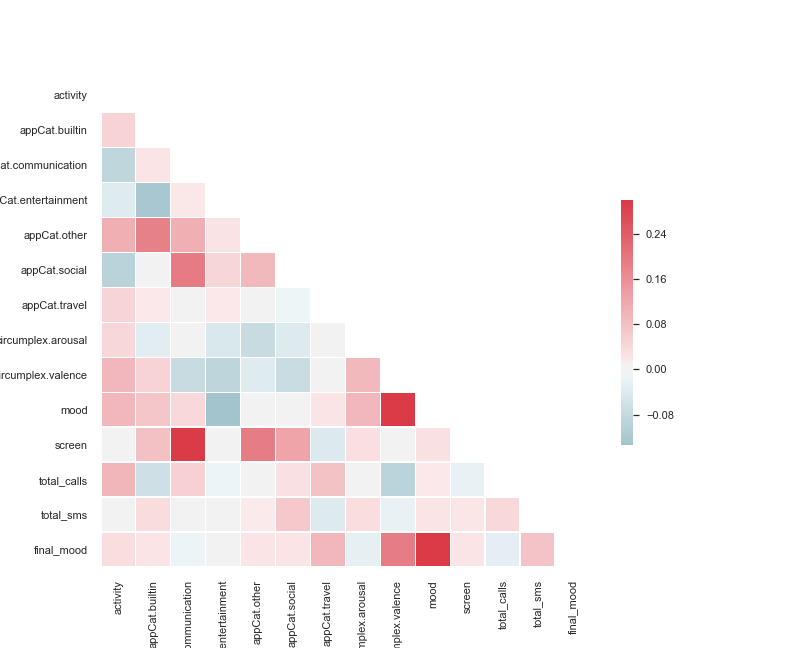 activity
appCat.builtin
at.communication
Cat.entertainment
appCat.other
appCat.social
appCat.travel
circumplex.arousal
ircumplex.valence
mood
screen
total_calls
total_sms
final_mood
0.24
0.16
0.08
0.00
−0.08
activity
appCat.builtin
ommunication
entertainment
appCat.other
appCat.social
appCat.travel
mplex.arousal
mplex.valence
mood
screen
total_calls
total_sms
final_mood